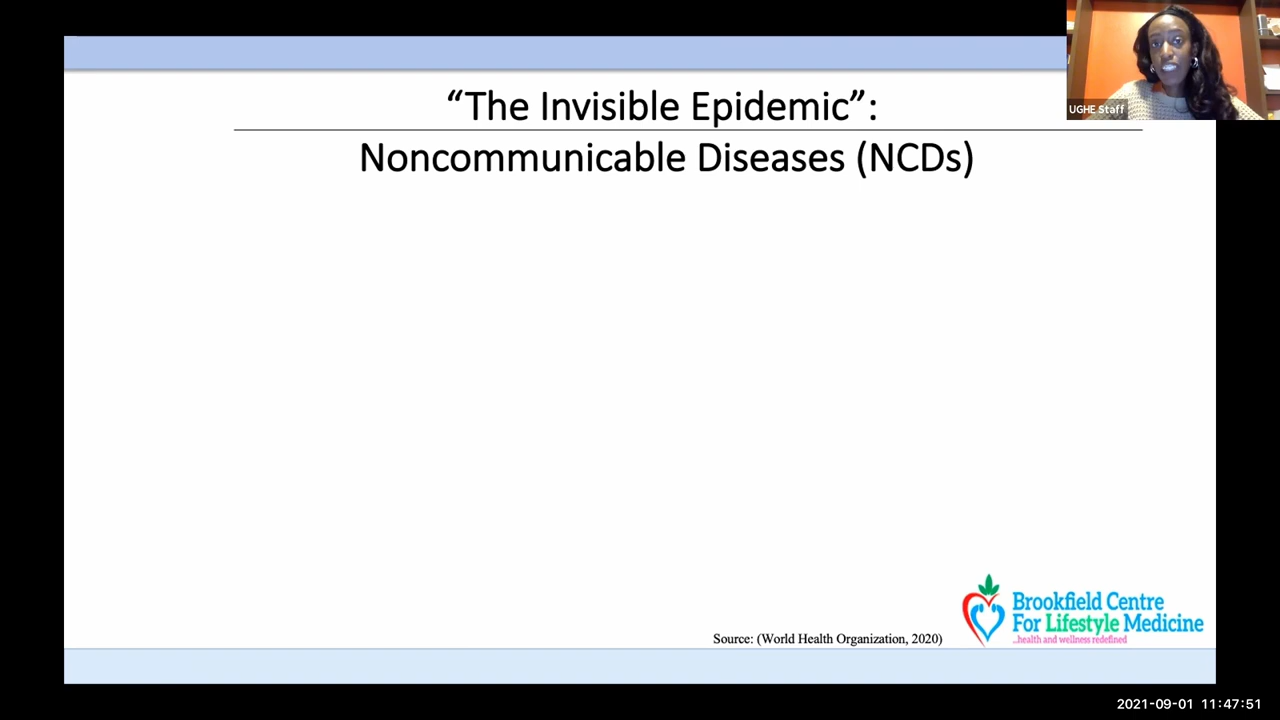 “The Invisible Epidemic”:
Noncommunicable Diseases (NCDs)
UGHE Staff
Source: (World Health Organization, 2020)
Brookfield Centre
For Lifestyle Medicine
...health and wellness redefined
2021-09-01 11:47:51